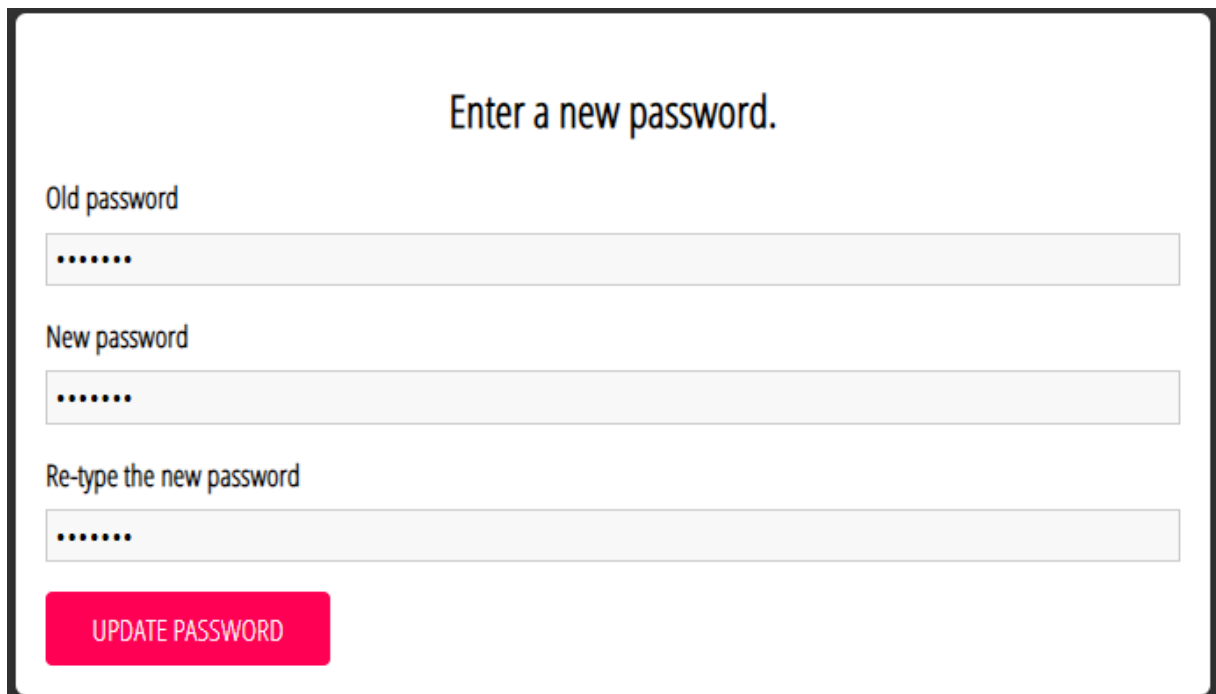 Enter a new password.
Old password
•••••••
New password
•••••••
Re-type the new password
•••••••
UPDATE PASSWORD